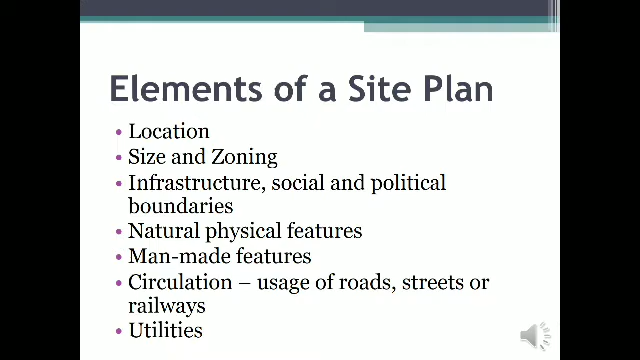 Elements of a Site Plan
• Location
• Size and Zoning
• Infrastructure, social and political
boundaries
• Natural physical features
• Man-made features
• Circulation – usage of roads, streets or
railways
• Utilities